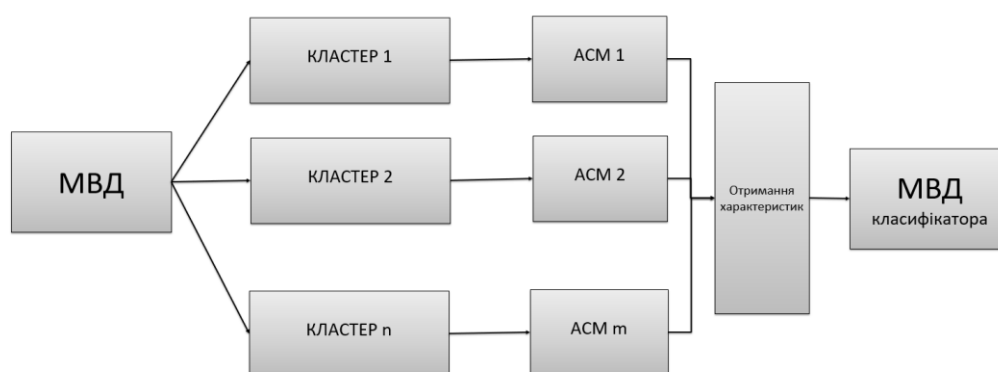 МВД
КЛАСТЕР 1
АСМ 1
КЛАСТЕР 2
АСМ 2
КЛАСТЕР n
АСМ m
Отримання
характеристик
МВД
класифікатора